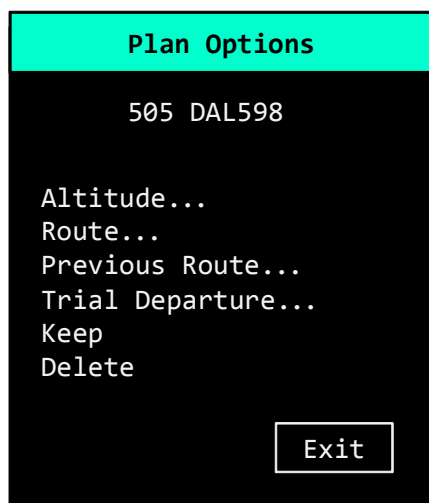 Plan Options
505 DAL598
Altitude...
Route...
Previous Route...
Trial Departure...
Keep
Delete
Exit